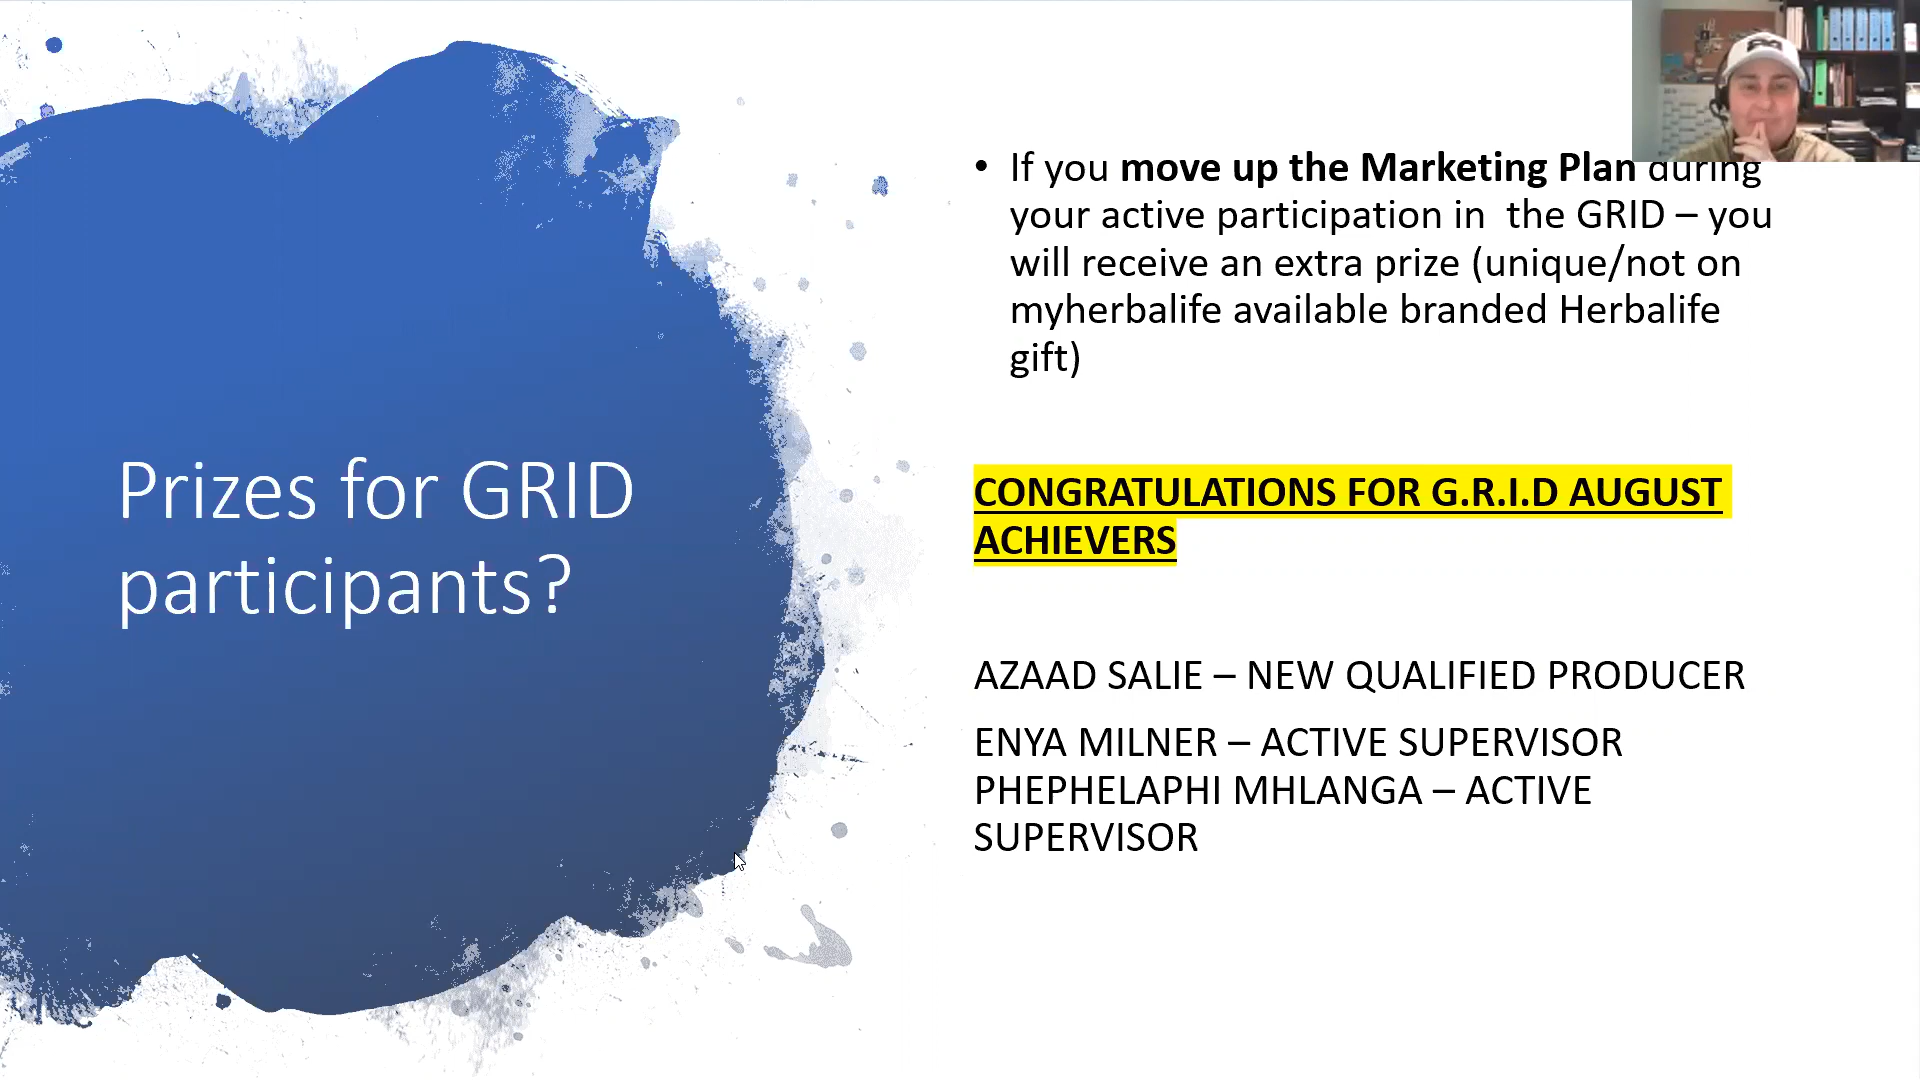 Prizes for GRID
participants?
• If you move up the Marketing Plan during
your active participation in  the GRID – you
will receive an extra prize (unique/not on
myherbalife available branded Herbalife
gift)
CONGRATULATIONS FOR G.R.I.D AUGUST
ACHIEVERS
AZAAD SALIE – NEW QUALIFIED PRODUCER
ENYA MILNER – ACTIVE SUPERVISOR
PHEPHELAPHI MHLANGA – ACTIVE
SUPERVISOR